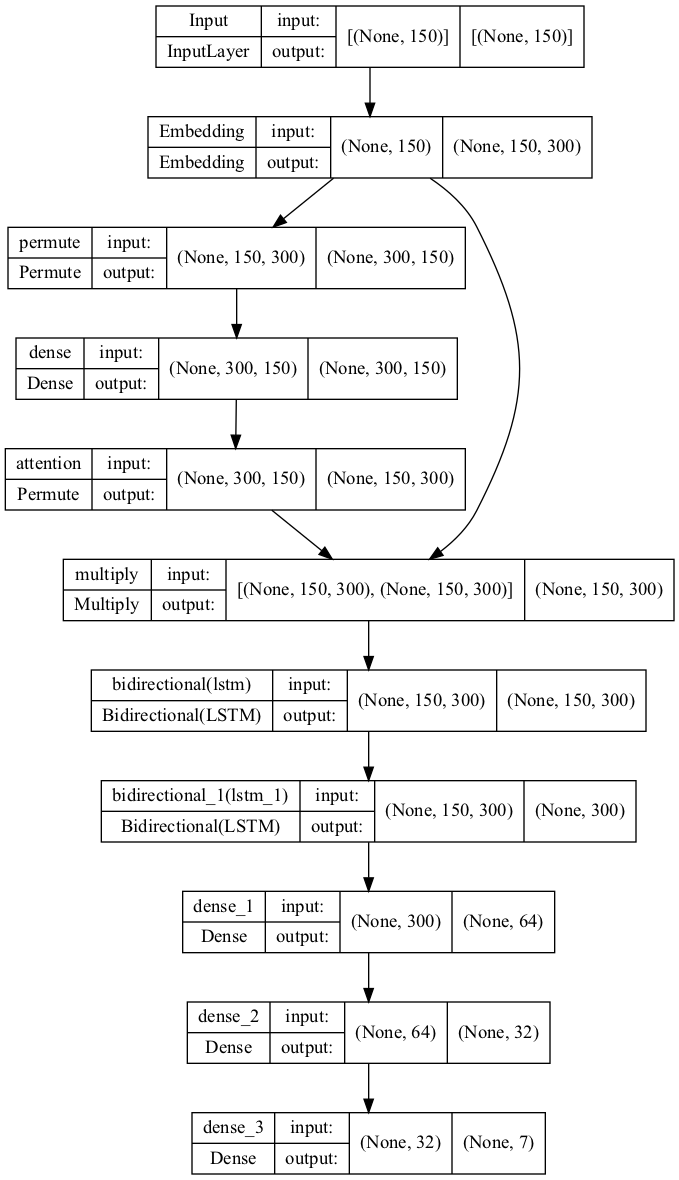 Input input: [(None, 150)] [(None, 150)]
InputLayer output:
Embedding input: (None, 150) (None, 150, 300)
Embedding output:
permute input: (None, 150, 300) (None, 300, 150)
Permute output:
dense input: (None, 300, 150) (None, 300, 150)
Dense output:
attention input: (None, 300, 150) (None, 150, 300)
Permute output:
multiply input: [(None, 150, 300), (None, 150, 300)] (None, 150, 300)
Multiply output:
bidirectional(lstm) input: (None, 150, 300) (None, 150, 300)
Bidirectional(LSTM) output:
bidirectional_1(lstm_1) input: (None, 150, 300) (None, 300)
Bidirectional(LSTM) output:
dense_1 input: (None, 300) (None, 64)
Dense output:
dense_2 input: (None, 64) (None, 32)
Dense output:
dense_3 input: (None, 32) (None, 7)
Dense output: